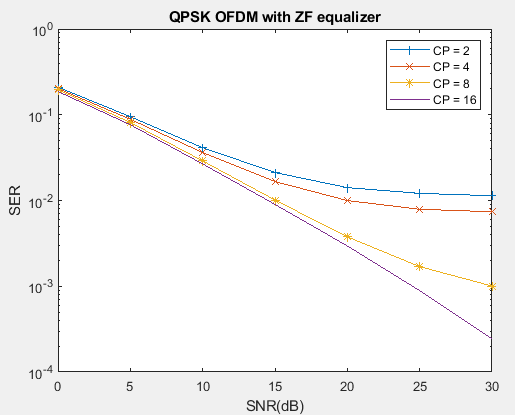 QPSK OFDM with ZF equalizer
10^0
10^-1
10^-2
10^-3
10^-4
SER
CP = 2
CP = 4
CP = 8
CP = 16
0 5 10 15 20 25 30
SNR(dB)